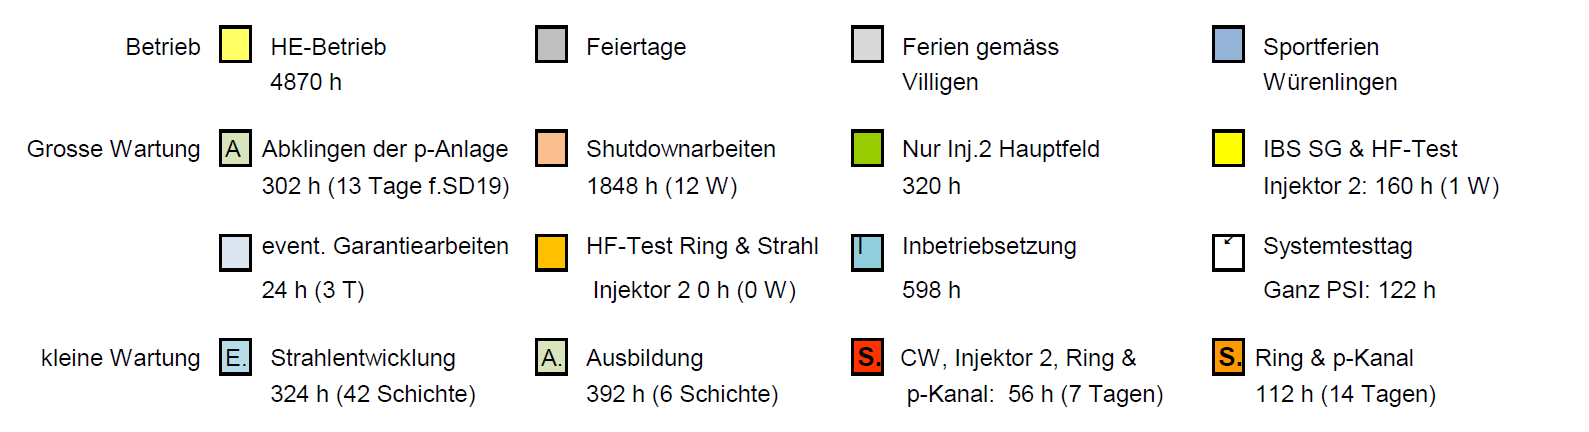 Betrieb HE-Betrieb Feiertage Ferien gemäss Sportferien
4870 h Villigen Würenlingen
Grosse Wartung A Abklingen der p-Anlage Shutdownarbeiten Nur Inj.2 Hauptfeld IBS SG & HF-Test
302 h (13 Tage f.SD19) 1848 h (12 W) 320 h Injektor 2: 160 h (1 W)
event. Garantiearbeiten HF-Test Ring & Strahl I Inbetriebsetzung Systemtesttag
24 h (3 T) Injektor 2 0 h (0 W) 598 h Ganz PSI: 122 h
kleine Wartung E. Strahlentwicklung A. Ausbildung S. CW, Injektor 2, Ring & S. Ring & p-Kanal
324 h (42 Schichte) 392 h (6 Schichte) p-Kanal: 56 h (7 Tagen) 112 h (14 Tagen)